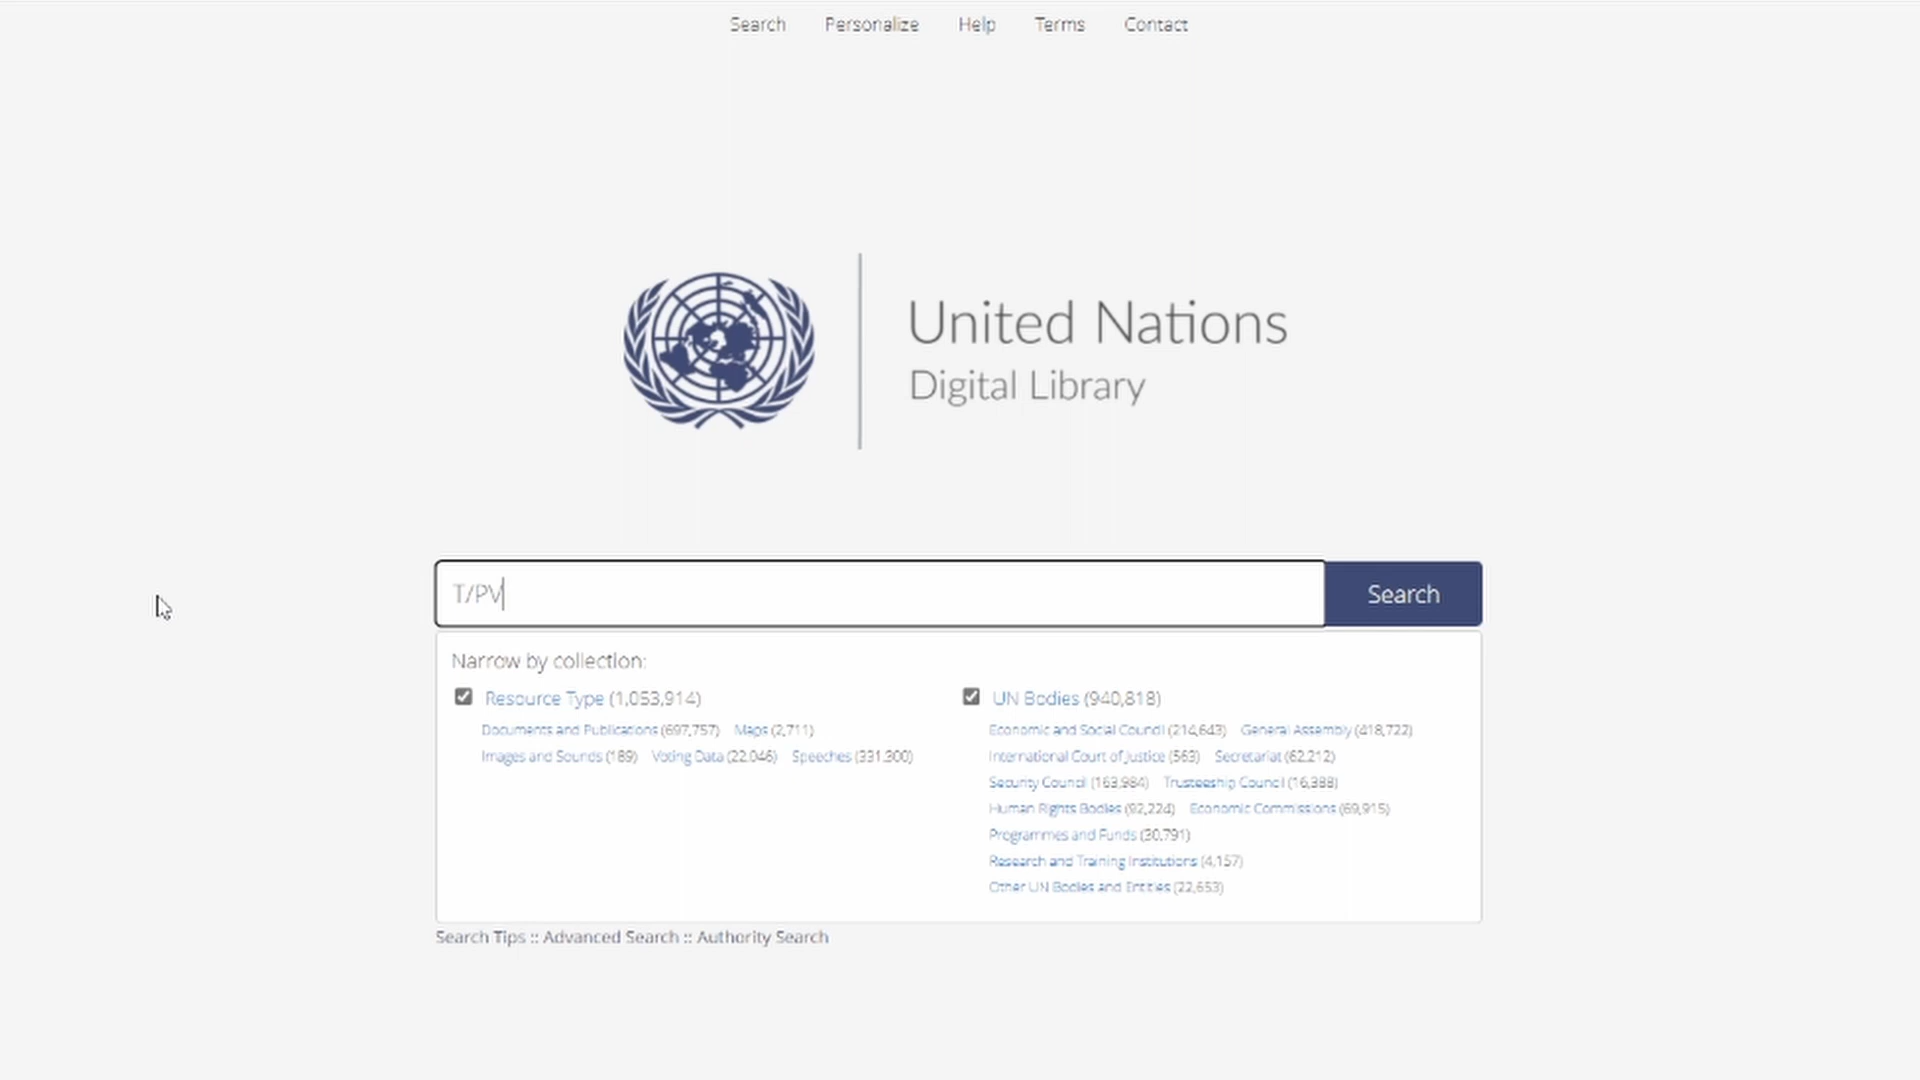 Search Personalize Help Terms Contact
United Nations
Digital Library
T/PV
Search
Narrow by collection:
Resource Type (1,053,914)
Documents and Publications (697,757) Maps (2,711)
Images and Sounds (189) Voting Data (22,046) Speeches (331,300)
UN Bodies (940,818)
Economic and Social Council (214,643) General Assembly (418,722)
International Court of Justice (563) Secretariat (62,212)
Security Council (163,984) Trusteeship Council (16,388)
Human Rights Bodies (92,224) Economic Commissions (69,915)
Programmes and Funds (30,791)
Research and Training Institutions (4,157)
Other UN Bodies and Entities (22,653)
Search Tips :: Advanced Search :: Authority Search